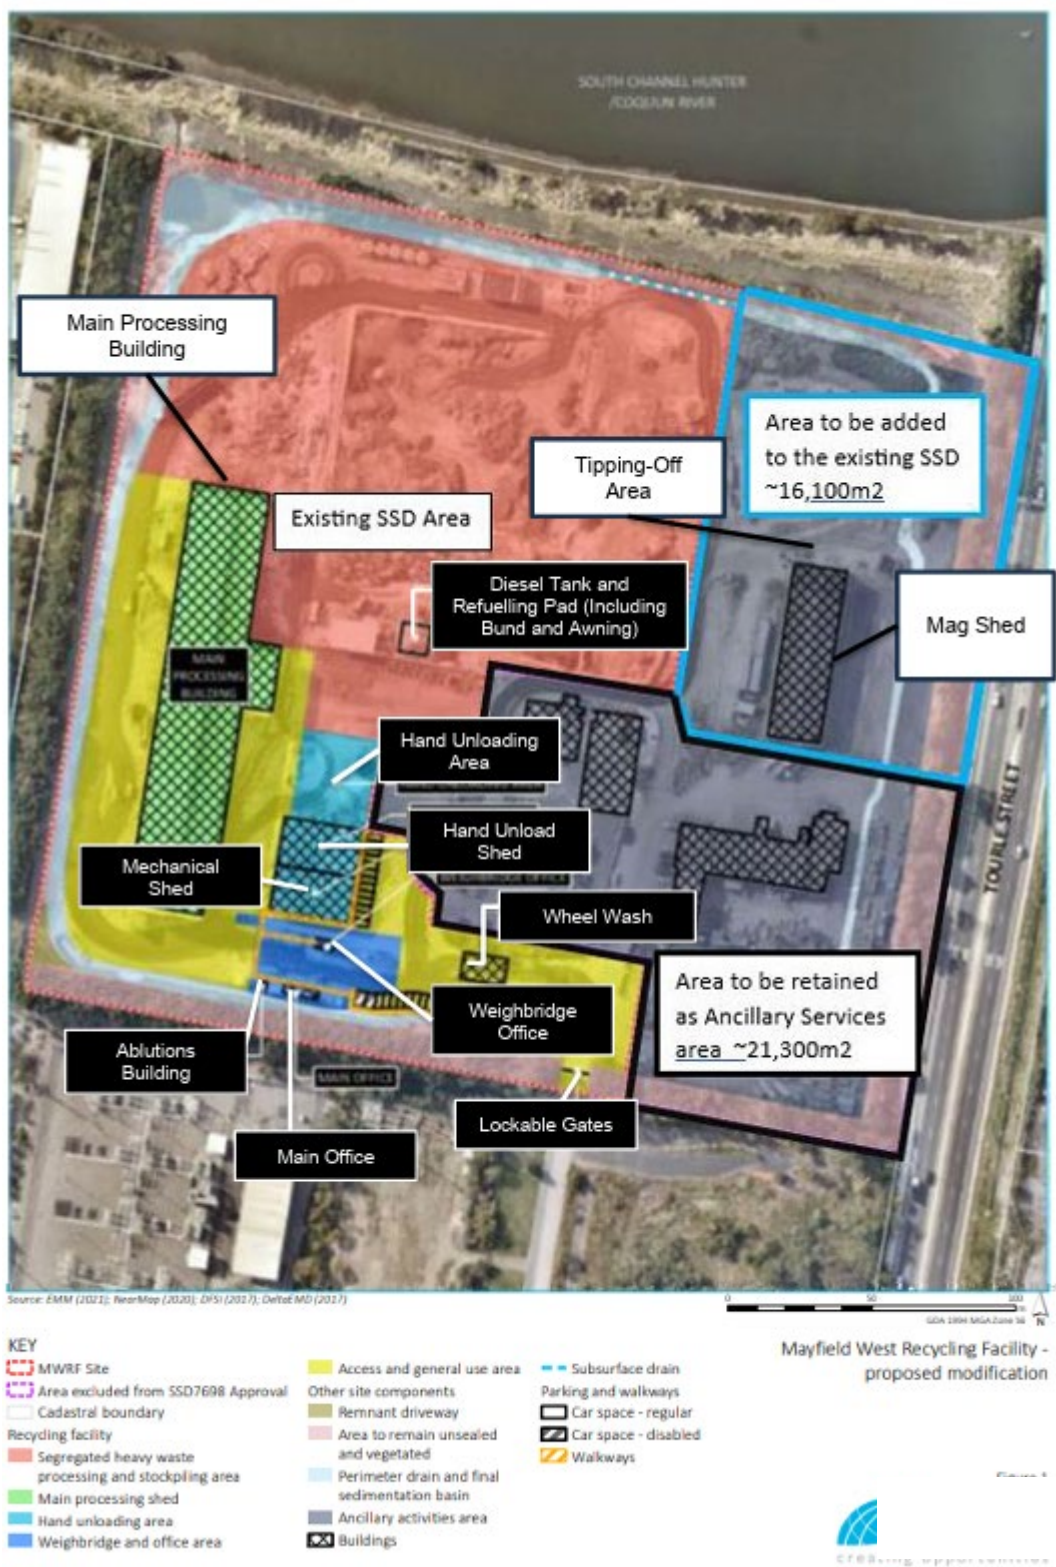 SOUTH CHANNEL HUNTER
/COQUUN RIVER
Main Processing
Building
Area to be added
to the existing SSD
~16,100m2
Tipping-Off
Area
Existing SSD Area
Diesel Tank and
Refuelling Pad (Including
Bund and Awning)
Mag Shed
MAIN
PROCESSING
BUILDING
Hand Unloading
Area
Hand Unload
Shed
Mechanical
Shed
TOURLE STREET
Wheel Wash
Area to be retained
as Ancillary Services
area ~21,300m2
Weighbridge
Office
Ablutions
Building
MAIN OFFICE
Lockable Gates
Main Office
Source: EMM (2021); NearMap (2020); DFSI (2017); DeltaEMD (2017)
0 50 100
GDA 1994 MGA Zone 56
N
KEY
MWRF Site
Area excluded from SSD7698 Approval
Cadastral boundary
Recycling facility
Segregated heavy waste
processing and stockpiling area
Main processing shed
Hand unloading area
Weighbridge and office area
Access and general use area
Other site components
Remnant driveway
Area to remain unsealed
and vegetated
Perimeter drain and final
sedimentation basin
Ancillary activities area
Buildings
Subsurface drain
Parking and walkways
Car space - regular
Car space - disabled
Walkways
Mayfield West Recycling Facility -
proposed modification